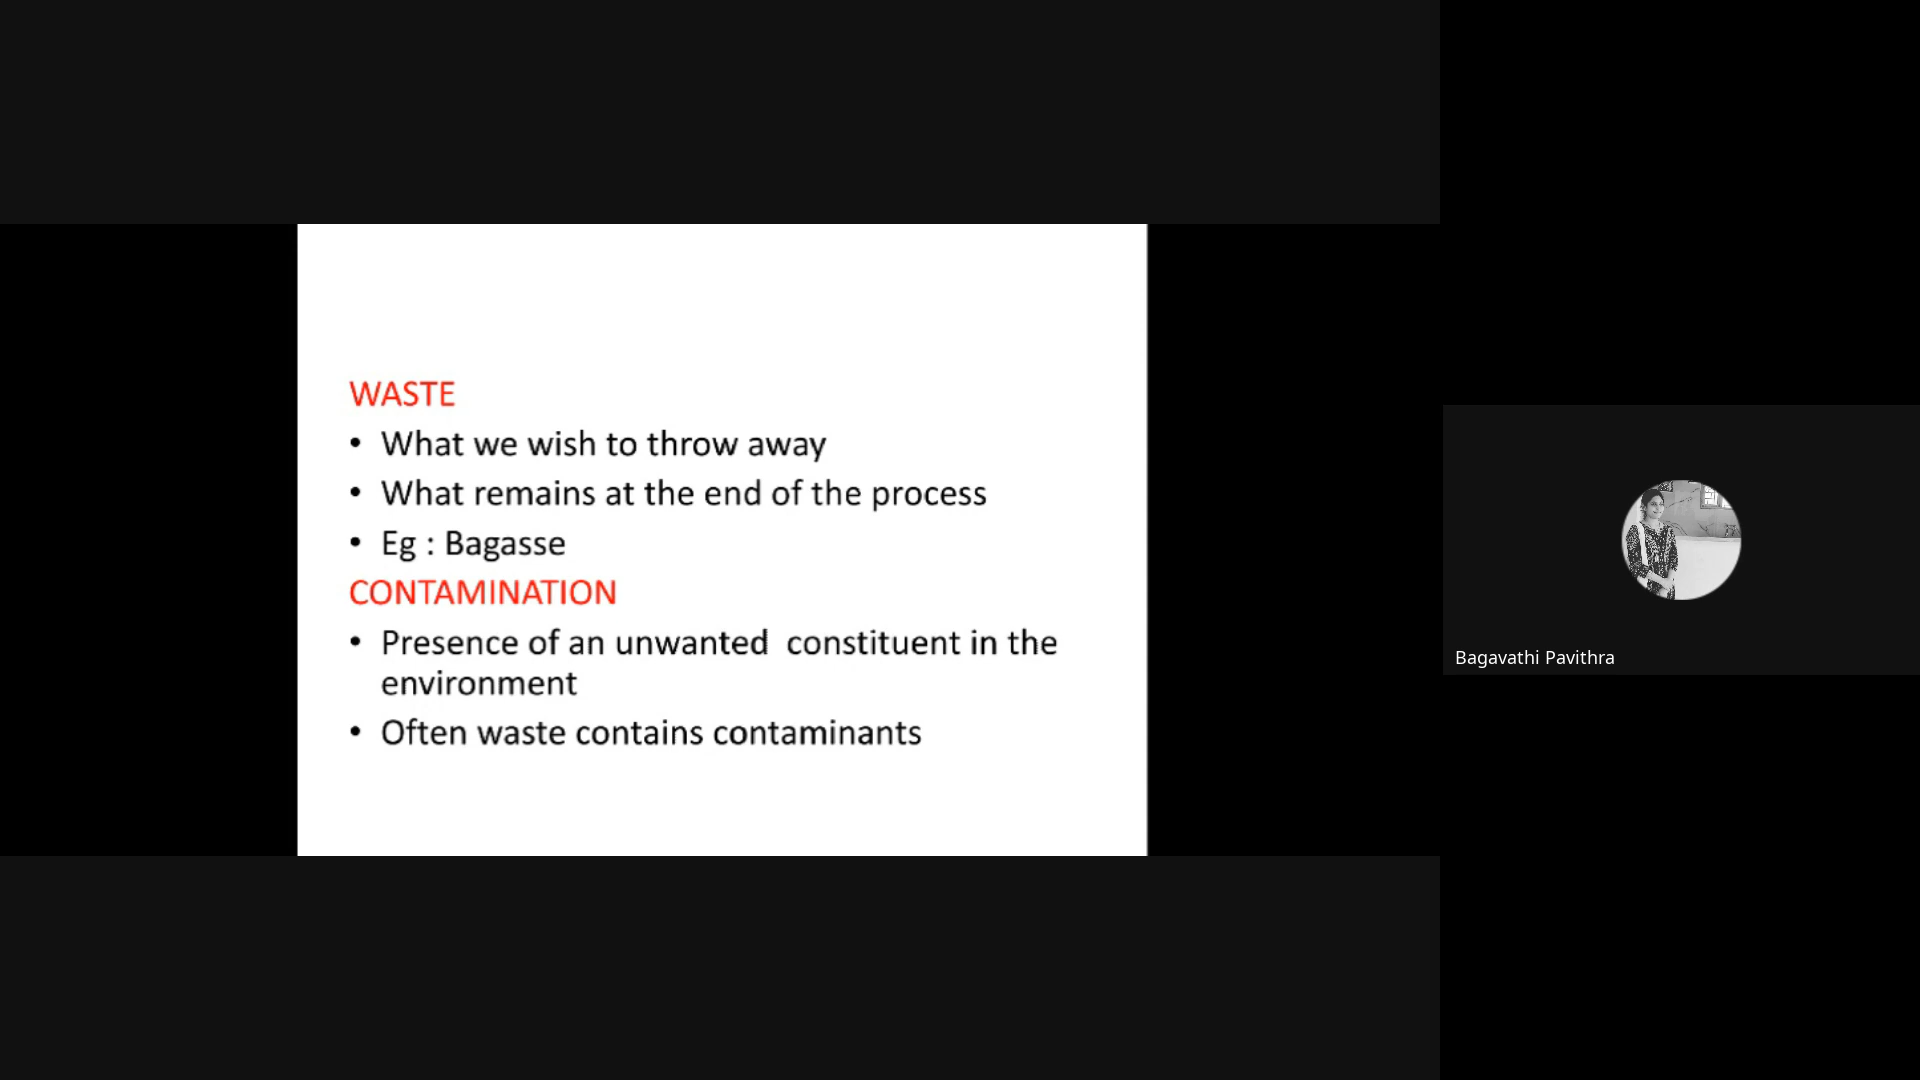 WASTE
• What we wish to throw away
• What remains at the end of the process
• Eg : Bagasse
CONTAMINATION
• Presence of an unwanted  constituent in the
environment
• Often waste contains contaminants
Bagavathi Pavithra